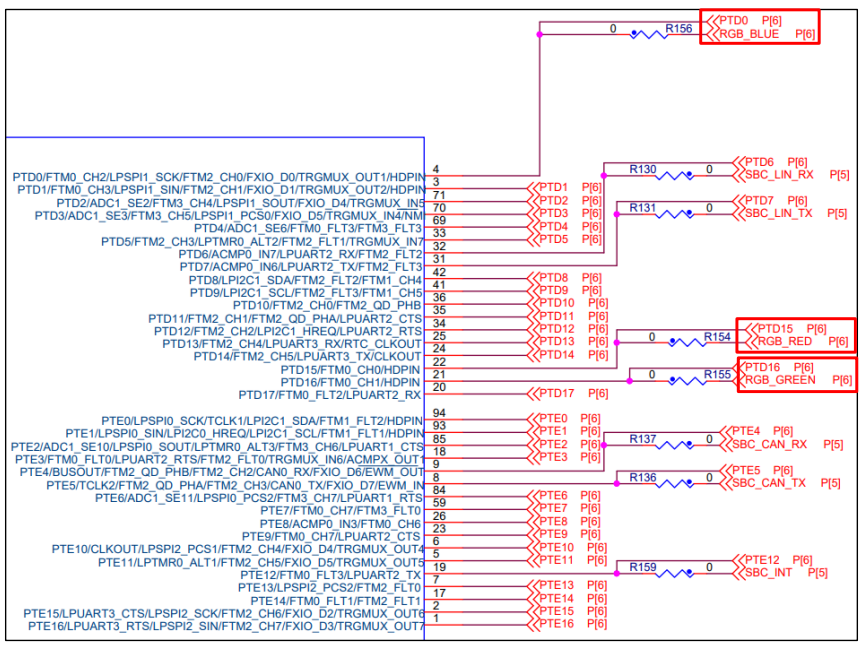 PTD0 P[6]
0 R156 RGB_BLUE P[6]
PTD0/FTM0_CH2/LPSPI1_SCK/FTM2_CH0/FXIO_D0/TRGMUX_OUT1/HDPIN 4
PTD1/FTM0_CH3/LPSPI1_SIN/FTM2_CH1/FXIO_D1/TRGMUX_OUT2/HDPIN 3 PTD1 P[6]
PTD2/ADC1_SE2/FTM3_CH4/LPSPI1_SOUT/FXIO_D4/TRGMUX_IN5 71 PTD2 P[6]
PTD3/ADC1_SE3/FTM3_CH5/LPSPI1_PCS0/FXIO_D5/TRGMUX_IN4/NMI 70 PTD3 P[6]
PTD4/ADC1_SE6/FTM0_FLT3/FTM3_FLT3 69 PTD4 P[6]
PTD5/FTM2_CH3/LPTMR0_ALT2/FTM2_FLT1/TRGMUX_IN7 33 PTD5 P[6]
PTD6/ACMP0_IN7/LPUART2_RX/FTM2_FLT2 32
PTD7/ACMP0_IN6/LPUART2_TX/FTM2_FLT3 31
PTD6 P[6]
R130 0 SBC_LIN_RX P[5]
PTD7 P[6]
R131 0 SBC_LIN_TX P[5]
PTD8/LPI2C1_SDA/FTM2_FLT2/FTM1_CH4 42 PTD8 P[6]
PTD9/LPI2C1_SCL/FTM2_FLT3/FTM1_CH5 41 PTD9 P[6]
PTD10/FTM2_CH0/FTM2_QD_PHB 36 PTD10 P[6]
PTD11/FTM2_CH1/FTM2_QD_PHA/LPUART2_CTS 35 PTD11 P[6]
PTD12/FTM2_CH2/LPI2C1_HREQ/LPUART2_RTS 34 PTD12 P[6]
PTD13/FTM2_CH4/LPUART3_RX/RTC_CLKOUT 25 PTD13 P[6]
PTD14/FTM2_CH5/LPUART3_TX/CLKOUT 24 PTD14 P[6]
PTD15/FTM0_CH0/HDPIN 22
PTD16/FTM0_CH1/HDPIN 21
PTD17/FTM0_FLT2/LPUART2_RX 20 PTD17 P[6]
PTD15 P[6]
0 R154 RGB_RED P[6]
PTD16 P[6]
0 R155 RGB_GREEN P[6]
PTE0/LPSPI0_SCK/TCLK1/LPI2C1_SDA/FTM1_FLT2/HDPIN 94 PTE0 P[6]
PTE1/LPSPI0_SIN/LPI2C0_HREQ/LPI2C1_SCL/FTM1_FLT1/HDPIN 93 PTE1 P[6]
PTE2/ADC1_SE10/LPSPI0_SOUT/LPTMR0_ALT3/FTM3_CH6/LPUART1_CTS 85 PTE2 P[6]
PTE3/FTM0_FLT0/LPUART2_RTS/FTM2_FLT0/TRGMUX_IN6/ACMPX_OUT 18 PTE3 P[6]
PTE4/BUSOUT/FTM2_QD_PHB/FTM2_CH2/CAN0_RX/FXIO_D6/EWM_OUT 9
PTE5/TCLK2/FTM2_QD_PHA/FTM2_CH3/CAN0_TX/FXIO_D7/EWM_IN 8
PTE4 P[6]
R137 0 SBC_CAN_RX P[5]
PTE5 P[6]
R136 0 SBC_CAN_TX P[5]
PTE6/ADC1_SE11/LPSPI0_PCS2/FTM3_CH7/LPUART1_RTS 84 PTE6 P[6]
PTE7/FTM0_CH7/FTM3_FLT0 59 PTE7 P[6]
PTE8/ACMP0_IN3/FTM0_CH6 26 PTE8 P[6]
PTE9/FTM0_CH7/LPUART2_CTS 23 PTE9 P[6]
PTE10/CLKOUT/LPSPI2_PCS1/FTM2_CH4/FXIO_D4/TRGMUX_OUT4 6 PTE10 P[6]
PTE11/LPTMR0_ALT1/FTM2_CH5/FXIO_D5/TRGMUX_OUT5 5 PTE11 P[6]
PTE12/FTM0_FLT3/LPUART2_TX 19
PTE12 P[6]
R159 0 SBC_INT P[5]
PTE13/LPSPI2_PCS2/FTM2_FLT0 7 PTE13 P[6]
PTE14/FTM0_FLT1/FTM2_FLT1 17 PTE14 P[6]
PTE15/LPUART3_CTS/LPSPI2_SCK/FTM2_CH6/FXIO_D2/TRGMUX_OUT6 2 PTE15 P[6]
PTE16/LPUART3_RTS/LPSPI2_SIN/FTM2_CH7/FXIO_D3/TRGMUX_OUT7 1 PTE16 P[6]